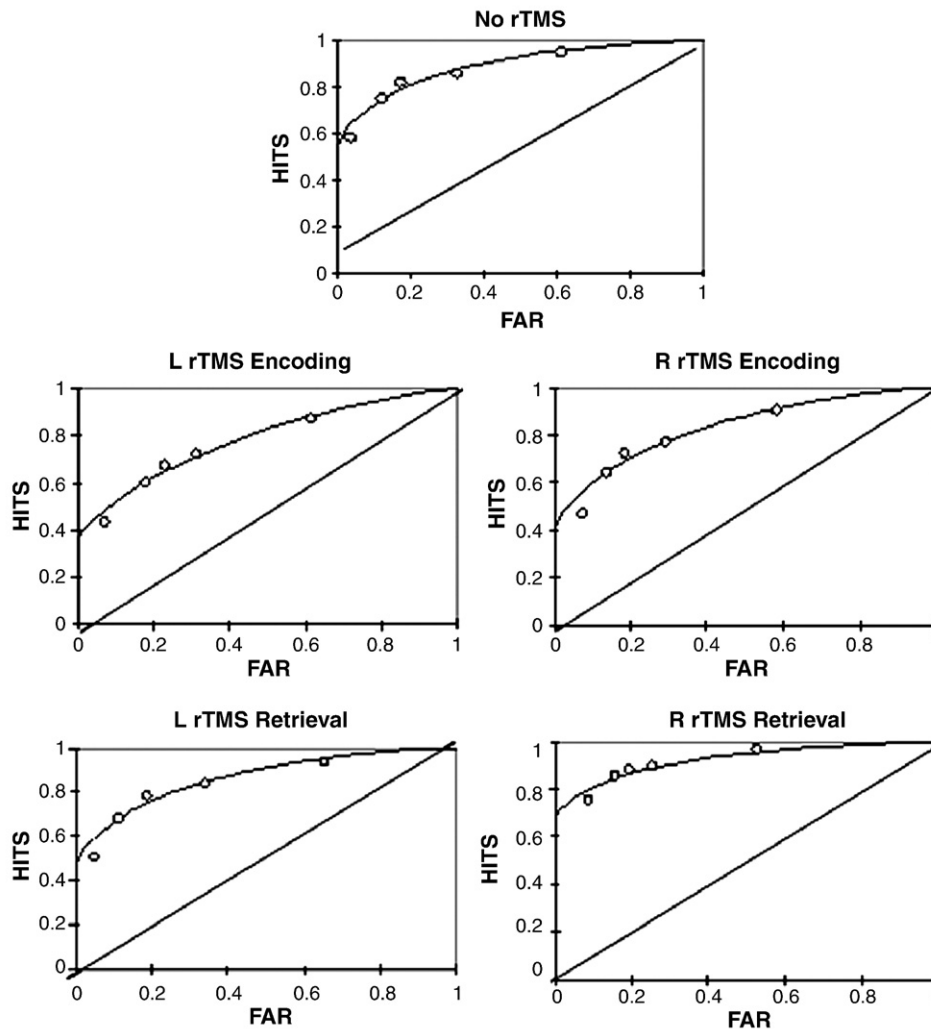 No rTMS
1
0.8
0.6
0.4
0.2
0
HITS
0 0.2 0.4 0.6 0.8 1
FAR
L rTMS Encoding
1
0.8
0.6
0.4
0.2
0
HITS
0 0.2 0.4 0.6 0.8 1
FAR
R rTMS Encoding
1
0.8
0.6
0.4
0.2
0
HITS
0 0.2 0.4 0.6 0.8
FAR
L rTMS Retrieval
1
0.8
0.6
0.4
0.2
0
HITS
0 0.2 0.4 0.6 0.8 1
FAR
R rTMS Retrieval
1
0.8
0.6
0.4
0.2
0
HITS
0 0.2 0.4 0.6 0.8
FAR